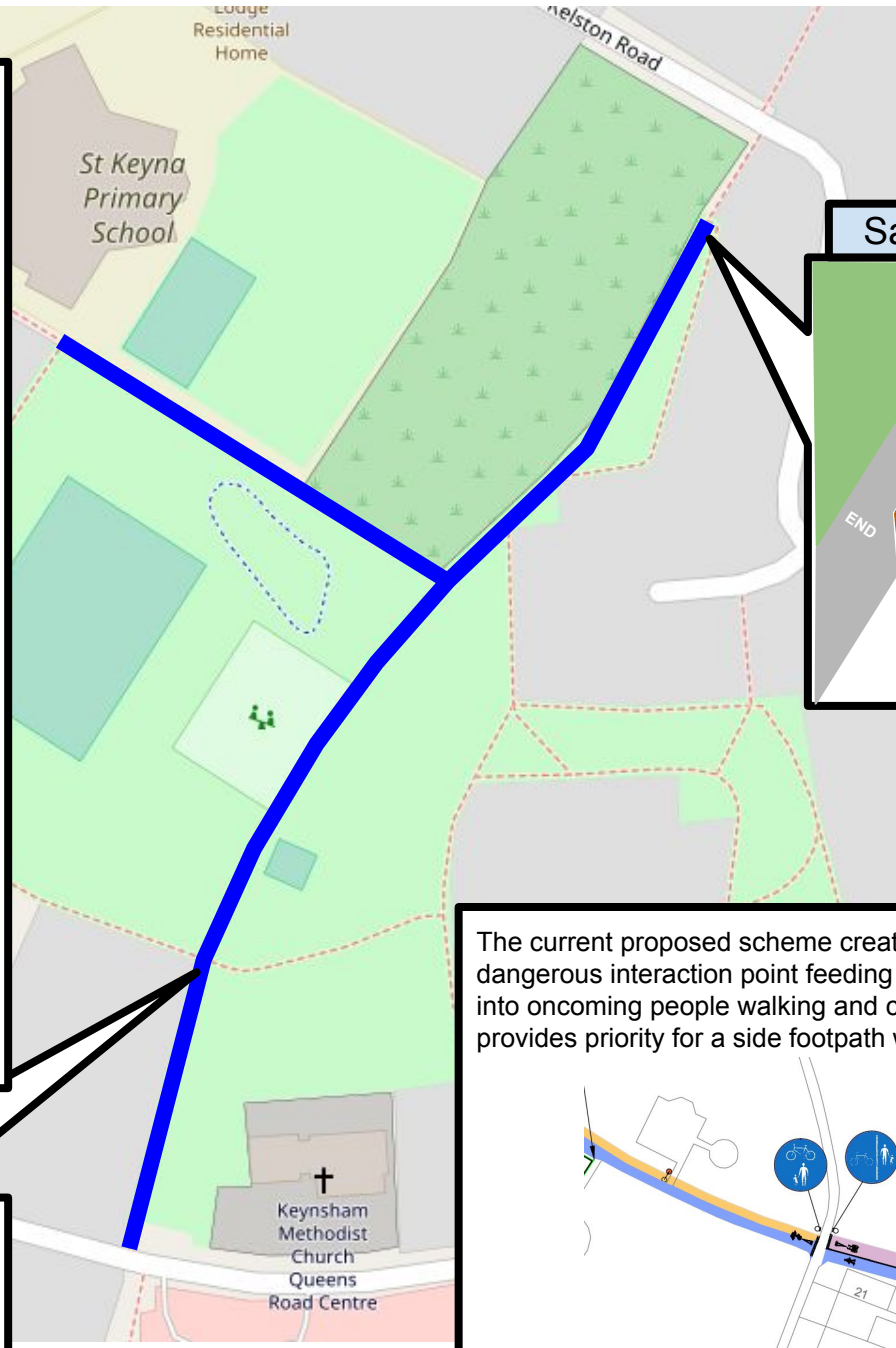 Lodge
Residential
Home
Kelston Road
St Keyna
Primary
School
Sa
END
The current proposed scheme creat
dangerous interaction point feeding
into oncoming people walking and c
provides priority for a side footpath w
Keynsham
Methodist
Church
Queens
Road Centre
21